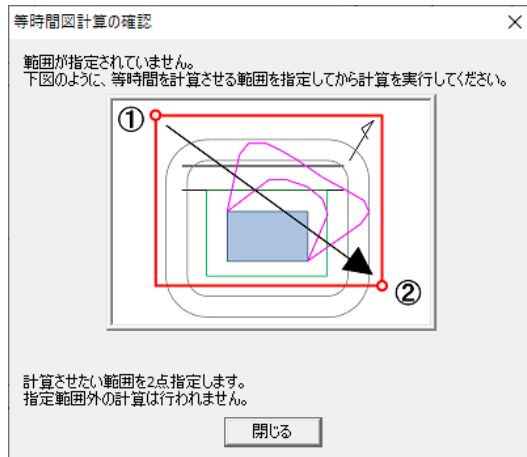 等時間図計算の確認
範囲が指定されていません。
下図のように、等時間を計算させる範囲を指定してから計算を実行してください。
①
②
計算させたい範囲を2点指定します。
指定範囲外の計算は行われません。
閉じる